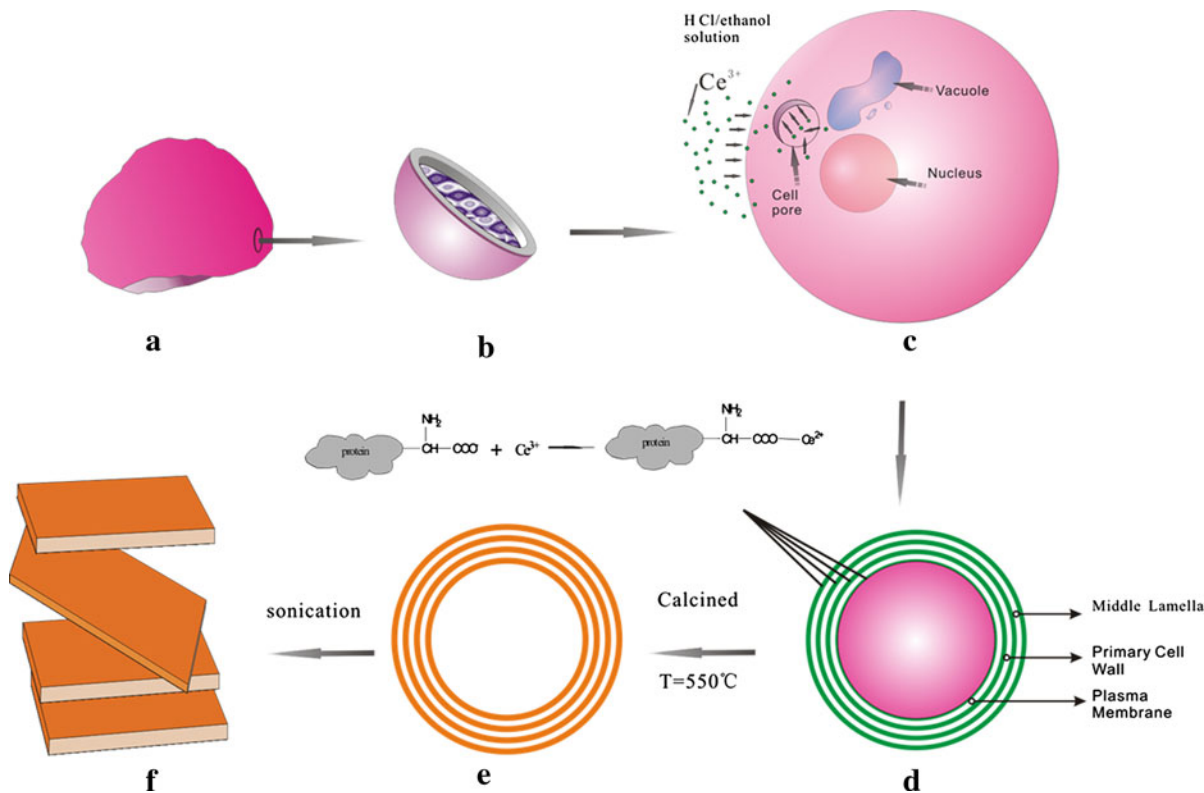 HCl/ethanol
solution
Ce³⁺
Vacuole
Nucleus
Cell
pore
a
b
c
NH₂
protein
CH
COO⁻
+
Ce³⁺
NH₂
protein
CH
COO
Ce²⁺
sonication
Calcined
T=550℃
Middle Lamella
Primary Cell
Wall
Plasma
Membrane
f
e
d